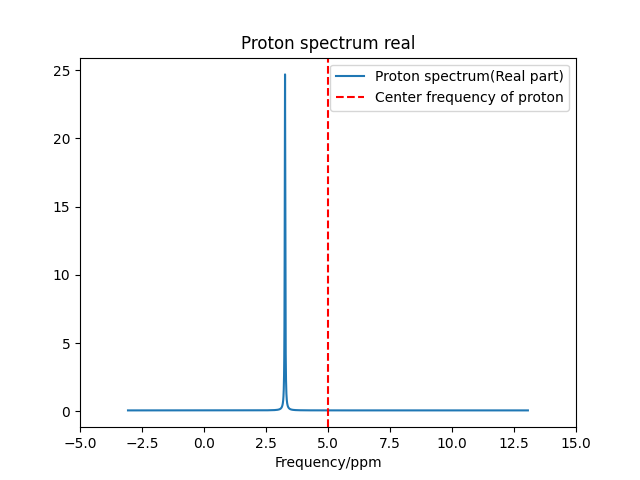 Proton spectrum real
Proton spectrum(Real part)
Center frequency of proton
25
20
15
10
5
0
−5.0 −2.5 0.0 2.5 5.0 7.5 10.0 12.5 15.0
Frequency/ppm